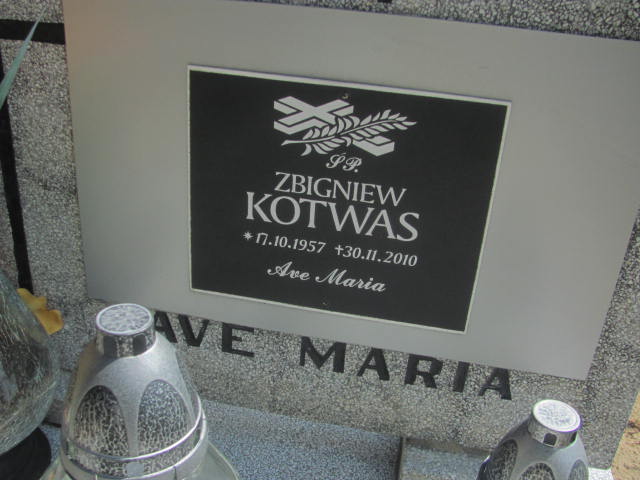 Ś.P.
ZBIGNIEW
KOTWAS
*17.10.1957 †30.11.2010
Ave Maria
AVE MARIA